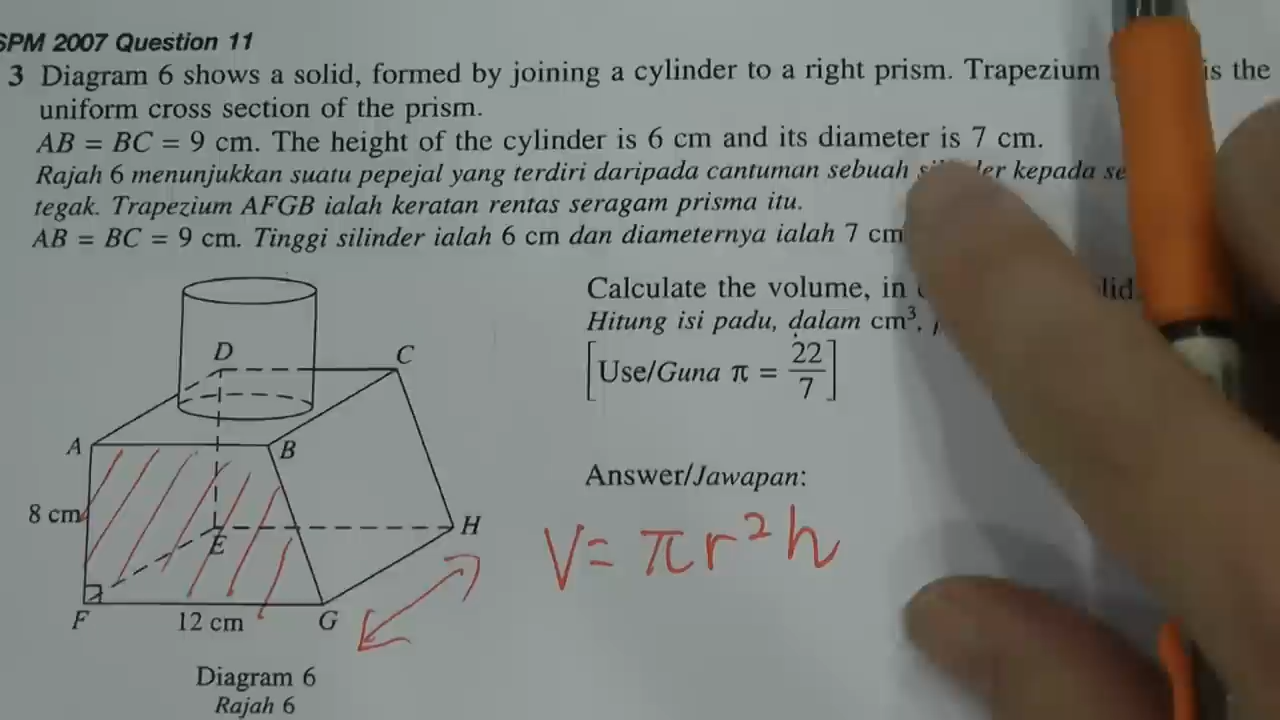 SPM 2007 Question 11
3 Diagram 6 shows a solid, formed by joining a cylinder to a right prism. Trapezium is the
uniform cross section of the prism.
AB = BC = 9 cm. The height of the cylinder is 6 cm and its diameter is 7 cm.
Rajah 6 menunjukkan suatu pepejal yang terdiri daripada cantuman sebuah kepada
tegak. Trapezium AFGB ialah keratan rentas seragam prisma itu.
AB = BC = 9 cm. Tinggi silinder ialah 6 cm dan diameternya ialah 7 cm
Calculate the volume, in
Hitung isi padu, dalam cm³,
[Use/Guna π = 22/7]
D C
A B
8 cm
E H
F 12 cm G
Answer/Jawapan:
V = πr²h
Diagram 6
Rajah 6